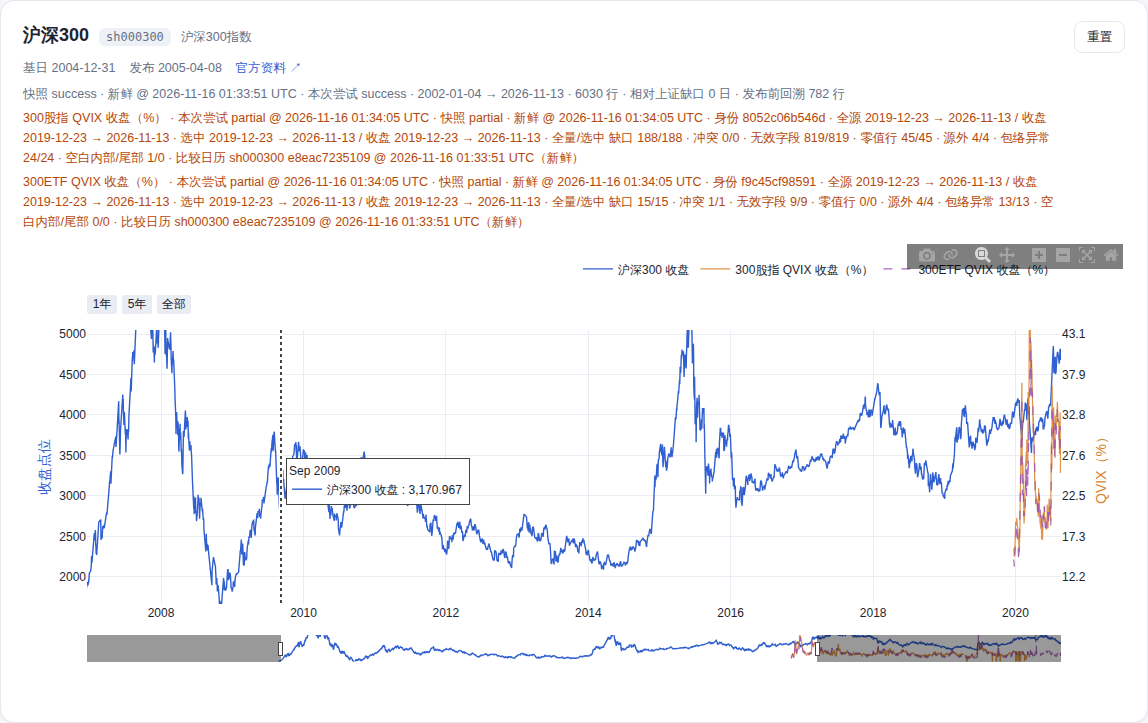 沪深300 sh000300 沪深300指数
重置
基日 2004-12-31 发布 2005-04-08 官方资料 ↗
快照 success · 新鲜 @ 2026-11-16 01:33:51 UTC · 本次尝试 success · 2002-01-04 → 2026-11-13 · 6030 行 · 相对上证缺口 0 日 · 发布前回溯 782 行
300股指 QVIX 收盘（%） · 本次尝试 partial @ 2026-11-16 01:34:05 UTC · 快照 partial · 新鲜 @ 2026-11-16 01:34:05 UTC · 身份 8052c06b546d · 全源 2019-12-23 → 2026-11-13 / 收盘
2019-12-23 → 2026-11-13 · 选中 2019-12-23 → 2026-11-13 / 收盘 2019-12-23 → 2026-11-13 · 全量/选中 缺口 188/188 · 冲突 0/0 · 无效字段 819/819 · 零值行 45/45 · 源外 4/4 · 包络异常
24/24 · 空白内部/尾部 1/0 · 比较日历 sh000300 e8eac7235109 @ 2026-11-16 01:33:51 UTC（新鲜）
300ETF QVIX 收盘（%） · 本次尝试 partial @ 2026-11-16 01:34:05 UTC · 快照 partial · 新鲜 @ 2026-11-16 01:34:05 UTC · 身份 f9c45cf98591 · 全源 2019-12-23 → 2026-11-13 / 收盘
2019-12-23 → 2026-11-13 · 选中 2019-12-23 → 2026-11-13 / 收盘 2019-12-23 → 2026-11-13 · 全量/选中 缺口 15/15 · 冲突 1/1 · 无效字段 9/9 · 零值行 0/0 · 源外 4/4 · 包络异常 13/13 · 空
白内部/尾部 0/0 · 比较日历 sh000300 e8eac7235109 @ 2026-11-16 01:33:51 UTC（新鲜）
沪深300 收盘 300股指 QVIX 收盘（%） 300ETF QVIX 收盘（%）
1年 5年 全部
5000
4500
4000
3500
3000
2500
2000
收盘点位
43.1
37.9
32.8
27.6
22.5
17.3
12.2
QVIX（%）
Sep 2009
沪深300 收盘 : 3,170.967
2008 2010 2012 2014 2016 2018 2020